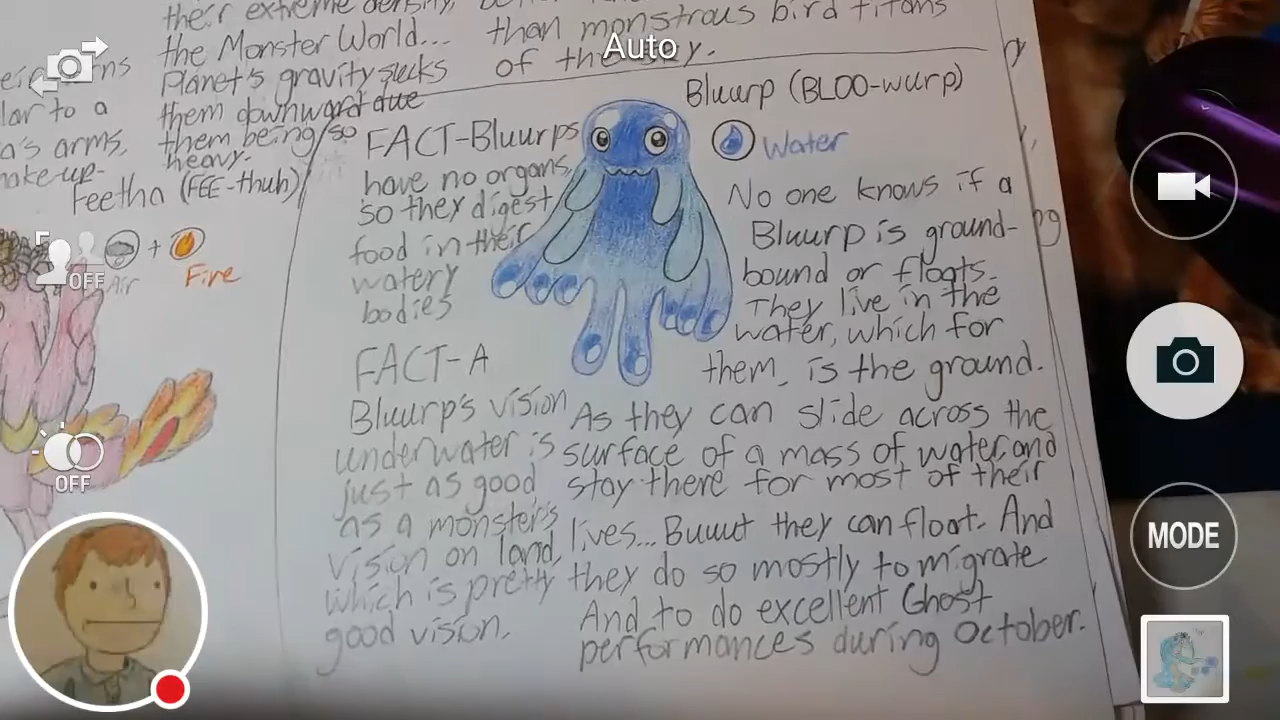 their extreme density,
the Monster World...
Planet's gravity sucks
them downward due
them being so
heavy.
than monstrous bird titans
of the
lar to a
a's arms.
make-up-
Feetha (FEE-thuh)
+
Air
Fire
Bluurp (BLOO-wurp)
Water
FACT-Bluurps
have no organs,
so they digest
food in their
watery
bodies
FACT-A
Bluurp's vision
underwater is
just as good
as a monster's
vision on land,
which is pretty
good vision.
No one knows if a
Bluurp is ground-
bound or floats.
They live in the
water, which for
them, is the ground.
As they can slide across the
surface of a mass of water, and
stay there for most of their
lives... Buuut they can float. And
they do so mostly to migrate
And to do excellent Ghost
performances during October.
Auto
OFF
OFF
MODE